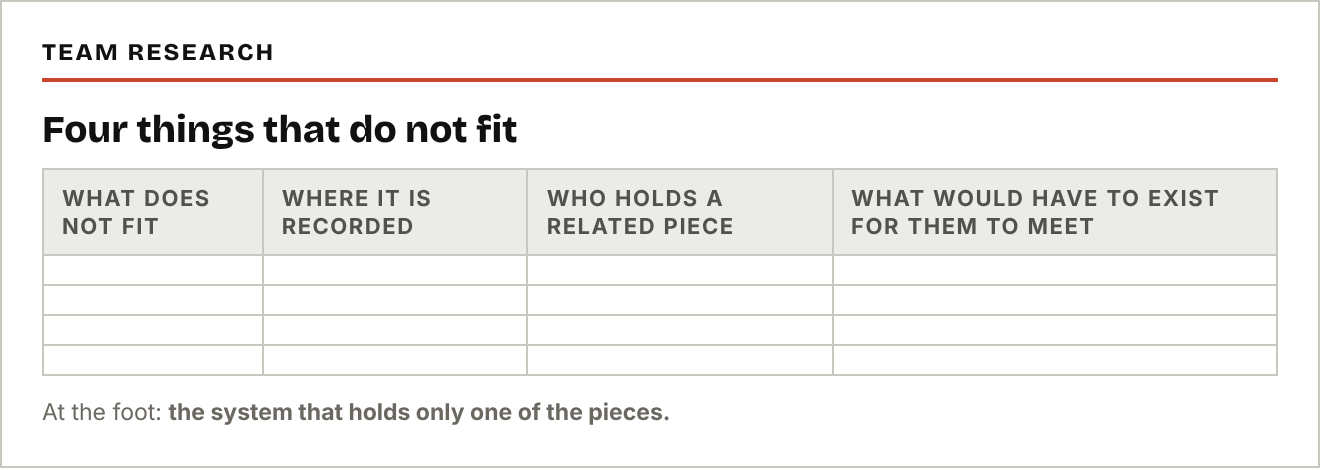 TEAM RESEARCH
Four things that do not fit
WHAT DOES
NOT FIT
WHERE IT IS
RECORDED
WHO HOLDS A
RELATED PIECE
WHAT WOULD HAVE TO EXIST
FOR THEM TO MEET
At the foot: the system that holds only one of the pieces.